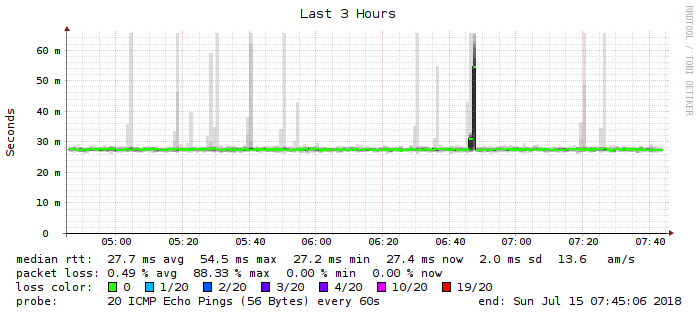 Last 3 Hours
RRDTOOL / TOBI OETIKER
Seconds
60 m
50 m
40 m
30 m
20 m
10 m
0
05:00 05:20 05:40 06:00 06:20 06:40 07:00 07:20 07:40
median rtt: 27.7 ms avg 54.5 ms max 27.2 ms min 27.4 ms now 2.0 ms sd 13.6 am/s
packet loss: 0.49 % avg 88.33 % max 0.00 % min 0.00 % now
loss color: 0 1/20 2/20 3/20 4/20 10/20 19/20
probe: 20 ICMP Echo Pings (56 Bytes) every 60s end: Sun Jul 15 07:45:06 2018